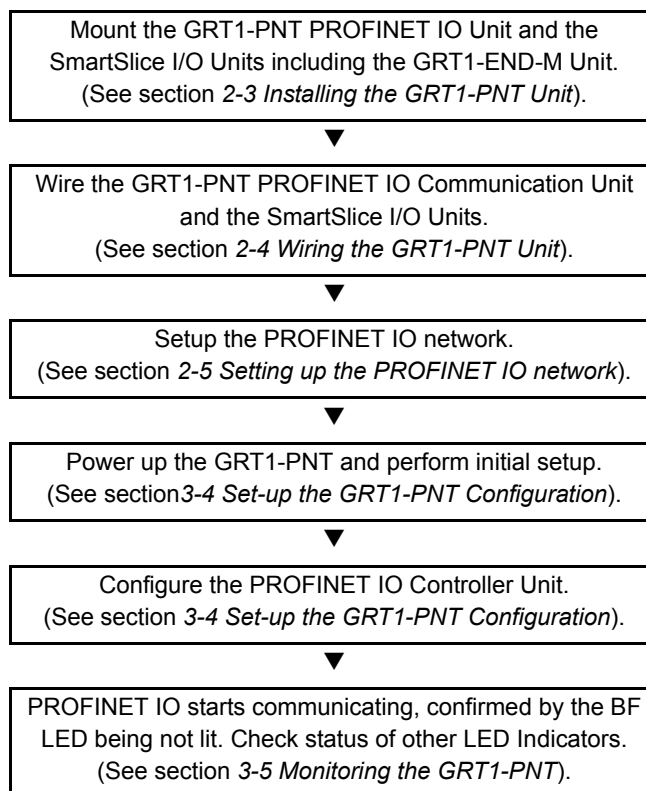 Mount the GRT1-PNT PROFINET IO Unit and the
SmartSlice I/O Units including the GRT1-END-M Unit.
(See section 2-3 Installing the GRT1-PNT Unit).
Wire the GRT1-PNT PROFINET IO Communication Unit
and the SmartSlice I/O Units.
(See section 2-4 Wiring the GRT1-PNT Unit).
Setup the PROFINET IO network.
(See section 2-5 Setting up the PROFINET IO network).
Power up the GRT1-PNT and perform initial setup.
(See section3-4 Set-up the GRT1-PNT Configuration).
Configure the PROFINET IO Controller Unit.
(See section 3-4 Set-up the GRT1-PNT Configuration).
PROFINET IO starts communicating, confirmed by the BF
LED being not lit. Check status of other LED Indicators.
(See section 3-5 Monitoring the GRT1-PNT).